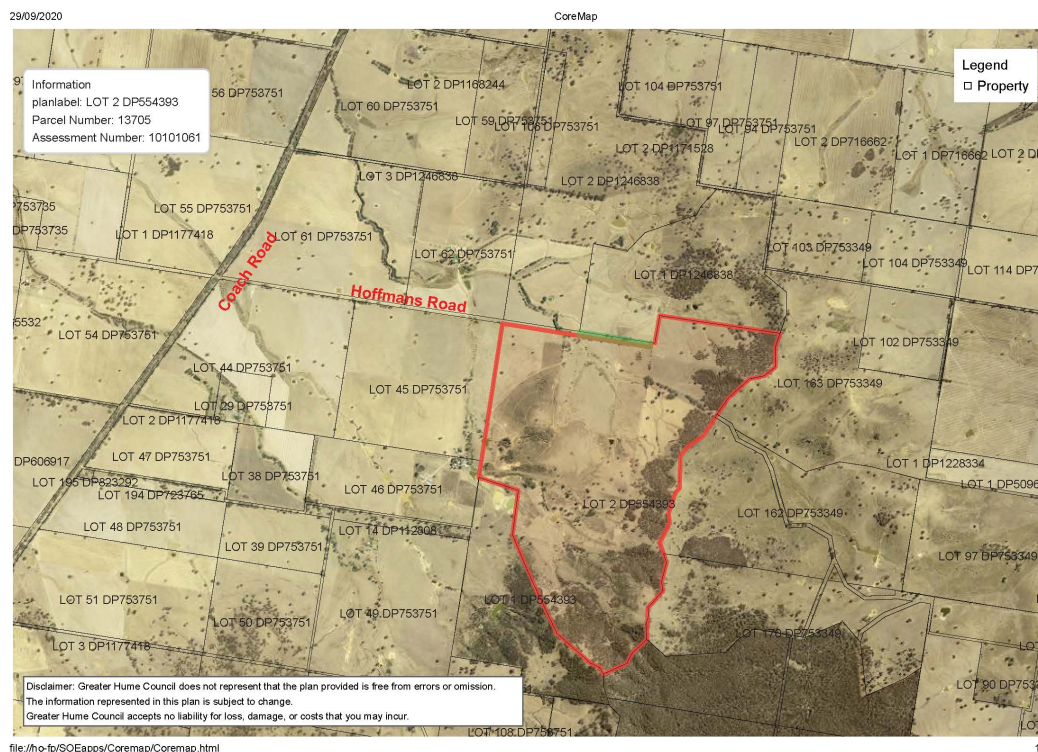 29/09/2020
CoreMap
Information
planlabel: LOT 2 DP554393
Parcel Number: 13705
Assessment Number: 10101061
Legend
Property
56 DP753751
LOT 2 DP1168244
LOT 60 DP753751
LOT 59 DP753751
LOT 106 DP753751
LOT 104 DP753751
LOT 97 DP753751
LOT 94 DP753751
LOT 2 DP1171528
LOT 2 DP716662
LOT 1 DP716662
LOT 3 DP1246838
LOT 2 DP1246838
LOT 55 DP753751
LOT 1 DP1177418
LOT 61 DP753751
LOT 62 DP753751
LOT 1 DP1246838
LOT 103 DP753349
LOT 104 DP753349
LOT 114 DP7
DP753735
Coach Road
Hoffmans Road
LOT 54 DP753751
LOT 102 DP753349
LOT 44 DP753751
LOT 45 DP753751
LOT 163 DP753349
LOT 29 DP753751
LOT 2 DP1177418
LOT 47 DP753751
DP606917
LOT 195 DP823292
LOT 194 DP723765
LOT 38 DP753751
LOT 46 DP753751
LOT 1 DP1228334
LOT 1 DP5096
LOT 2 DP554393
LOT 162 DP753349
LOT 48 DP753751
LOT 14 DP112808
LOT 39 DP753751
LOT 97 DP753349
LOT 51 DP753751
LOT 1 DP554393
LOT 50 DP753751
LOT 49 DP753751
LOT 170 DP753349
LOT 3 DP1177418
LOT 90 DP753
LOT 108 DP753751
Disclaimer: Greater Hume Council does not represent that the plan provided is free from errors or omission.
The information represented in this plan is subject to change.
Greater Hume Council accepts no liability for loss, damage, or costs that you may incur.
file://ho-fp/SOEapps/Coremap/Coremap.html